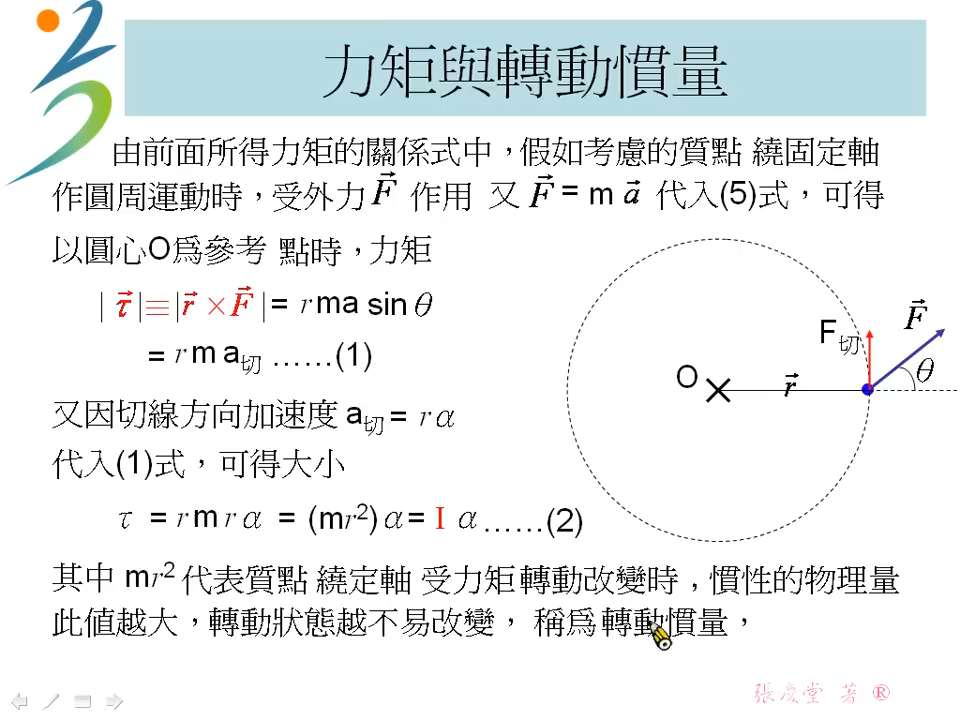 力矩與轉動慣量
由前面所得力矩的關係式中，假如考慮的質點 繞固定軸
作圓周運動時，受外力 F⃗ 作用 又 F⃗ = m a⃗ 代入(5)式，可得
以圓心O為參考 點時，力矩
| τ⃗ |≡| r⃗ × F⃗ |= r ma sin θ
= r m a切 ……(1)
又因切線方向加速度 a切 = r α
代入(1)式，可得大小
τ = r m r α = (mr²) α = I α ……(2)
其中 mr² 代表質點 繞定軸 受力矩 轉動改變時，慣性的物理量
此值越大，轉動狀態越不易改變， 稱為 轉動慣量，
F切
F⃗
θ
O
r⃗
張慶堂 著 ®